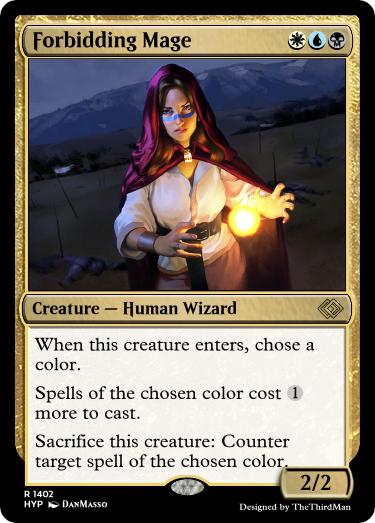 Forbidding Mage
Creature — Human Wizard
When this creature enters, chose a
color.
Spells of the chosen color cost 1
more to cast.
Sacrifice this creature: Counter
target spell of the chosen color.
2/2
R 1402
HYP DanMasso
Designed by TheThirdMan